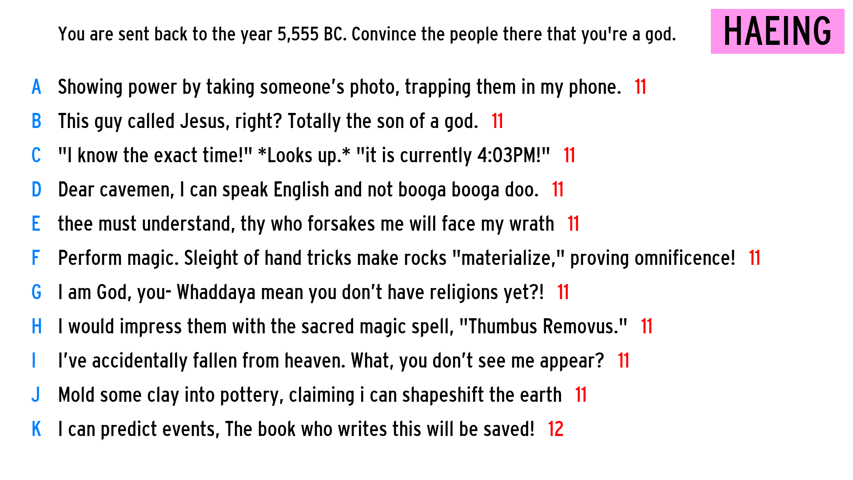 You are sent back to the year 5,555 BC. Convince the people there that you're a god.
HAEING
A Showing power by taking someone’s photo, trapping them in my phone. 11
B This guy called Jesus, right? Totally the son of a god. 11
C "I know the exact time!" *Looks up.* "it is currently 4:03PM!" 11
D Dear cavemen, I can speak English and not booga booga doo. 11
E thee must understand, thy who forsakes me will face my wrath 11
F Perform magic. Sleight of hand tricks make rocks "materialize," proving omnificence! 11
G I am God, you- Whaddaya mean you don’t have religions yet?! 11
H I would impress them with the sacred magic spell, "Thumbus Removus." 11
I I’ve accidentally fallen from heaven. What, you don’t see me appear? 11
J Mold some clay into pottery, claiming i can shapeshift the earth 11
K I can predict events, The book who writes this will be saved! 12